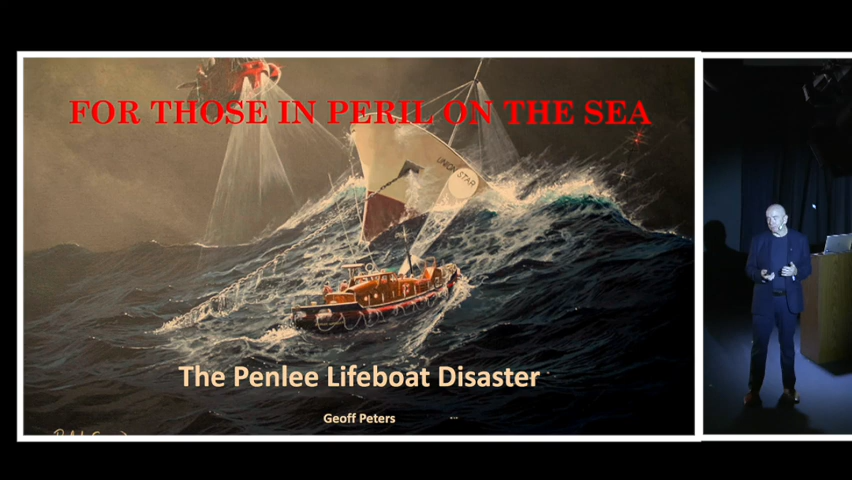 FOR THOSE IN PERIL ON THE SEA
UNION STAR
The Penlee Lifeboat Disaster
Geoff Peters